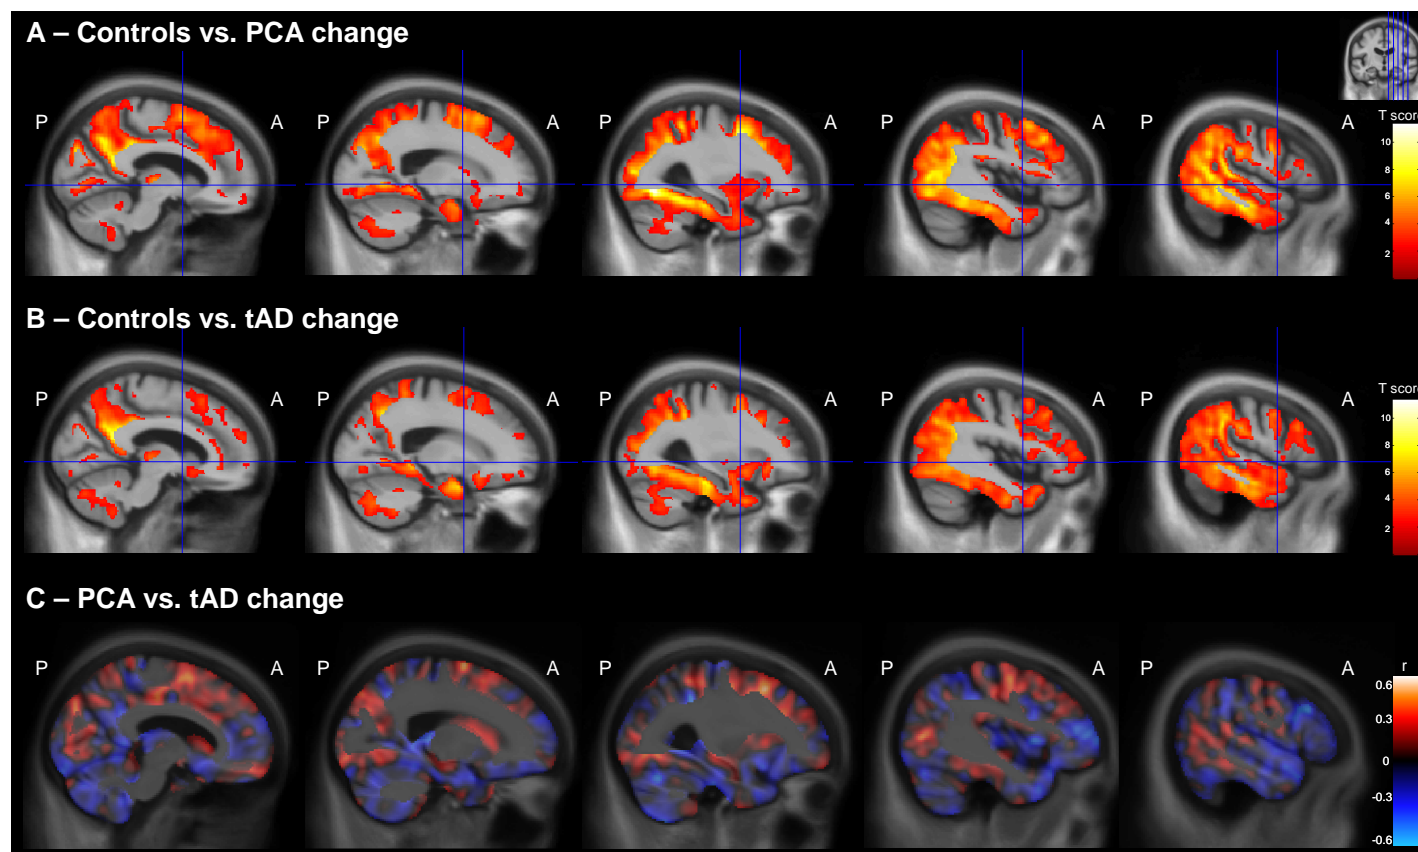 A – Controls vs. PCA change
P A P A P A P A P A
T score
10
8
6
4
2
B – Controls vs. tAD change
P A P A P A P A P A
T score
10
8
6
4
2
C – PCA vs. tAD change
P A P A P A P A P A
r
0.6
0.3
0
-0.3
-0.6